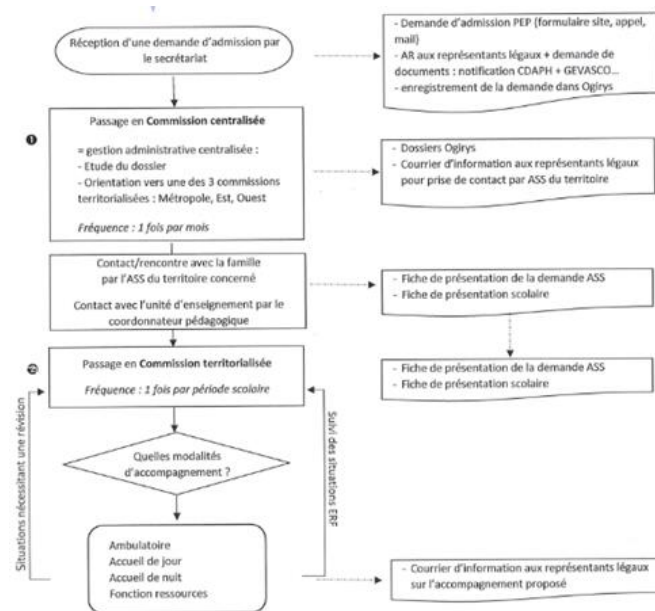 Réception d'une demande d'admission par
le secrétariat
- Demande d'admission PEP (formulaire site, appel,
mail)
- AR aux représentants légaux + demande de
documents : notification CDAPH + GEVASCO...
- enregistrement de la demande dans Ogirys
❶
Passage en Commission centralisée
= gestion administrative centralisée :
- Etude du dossier
- Orientation vers une des 3 commissions
territorialisées : Métropole, Est, Ouest
Fréquence : 1 fois par mois
- Dossiers Ogirys
- Courrier d'information aux représentants légaux
pour prise de contact par ASS du territoire
Contact/rencontre avec la famille
par l'ASS du territoire concerné
Contact avec l'unité d'enseignement par le
coordonnateur pédagogique
- Fiche de présentation de la demande ASS
- Fiche de présentation scolaire
❷
Passage en Commission territorialisée
Fréquence : 1 fois par période scolaire
- Fiche de présentation de la demande ASS
- Fiche de présentation scolaire
Situations nécessitant une révision
Suivi des situations ERF
Quelles modalités
d'accompagnement ?
Ambulatoire
Accueil de jour
Accueil de nuit
Fonction ressources
- Courrier d'information aux représentants légaux
sur l'accompagnement proposé